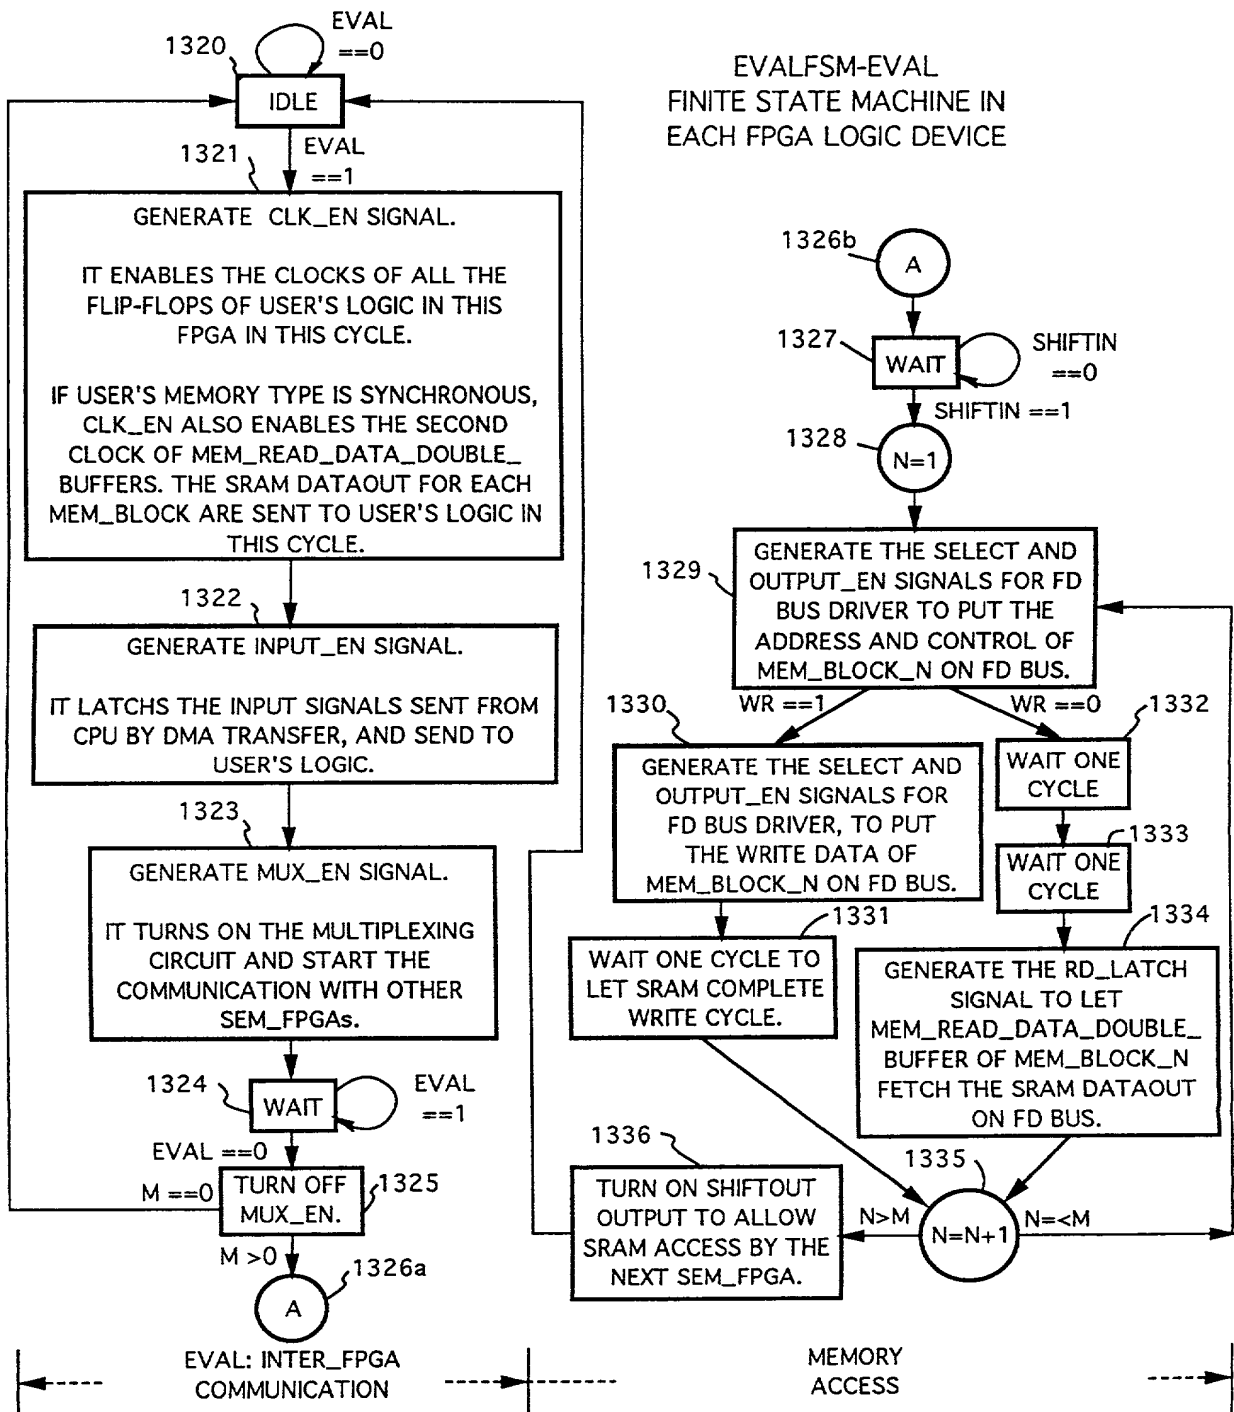 EVALFSM-EVAL
FINITE STATE MACHINE IN
EACH FPGA LOGIC DEVICE
1320
EVAL
==0
IDLE
1321
EVAL
==1
GENERATE CLK_EN SIGNAL.
IT ENABLES THE CLOCKS OF ALL THE
FLIP-FLOPS OF USER'S LOGIC IN THIS
FPGA IN THIS CYCLE.
IF USER'S MEMORY TYPE IS SYNCHRONOUS,
CLK_EN ALSO ENABLES THE SECOND
CLOCK OF MEM_READ_DATA_DOUBLE_
BUFFERS. THE SRAM DATAOUT FOR EACH
MEM_BLOCK ARE SENT TO USER'S LOGIC IN
THIS CYCLE.
1322
GENERATE INPUT_EN SIGNAL.
IT LATCHS THE INPUT SIGNALS SENT FROM
CPU BY DMA TRANSFER, AND SEND TO
USER'S LOGIC.
1323
GENERATE MUX_EN SIGNAL.
IT TURNS ON THE MULTIPLEXING
CIRCUIT AND START THE
COMMUNICATION WITH OTHER
SEM_FPGAs.
1324
WAIT
EVAL
==1
EVAL ==0
M ==0
TURN OFF
MUX_EN.
1325
M >0
1326a
A
EVAL: INTER_FPGA
COMMUNICATION
1326b
A
1327
WAIT
SHIFTIN
==0
SHIFTIN ==1
1328
N=1
1329
GENERATE THE SELECT AND
OUTPUT_EN SIGNALS FOR FD
BUS DRIVER TO PUT THE
ADDRESS AND CONTROL OF
MEM_BLOCK_N ON FD BUS.
WR ==1
WR ==0
1330
GENERATE THE SELECT AND
OUTPUT_EN SIGNALS FOR
FD BUS DRIVER, TO PUT
THE WRITE DATA OF
MEM_BLOCK_N ON FD BUS.
1331
WAIT ONE CYCLE TO
LET SRAM COMPLETE
WRITE CYCLE.
1332
WAIT ONE
CYCLE
1333
WAIT ONE
CYCLE
1334
GENERATE THE RD_LATCH
SIGNAL TO LET
MEM_READ_DATA_DOUBLE_
BUFFER OF MEM_BLOCK_N
FETCH THE SRAM DATAOUT
ON FD BUS.
1335
N=N+1
N>M
N=<M
1336
TURN ON SHIFTOUT
OUTPUT TO ALLOW
SRAM ACCESS BY THE
NEXT SEM_FPGA.
MEMORY
ACCESS